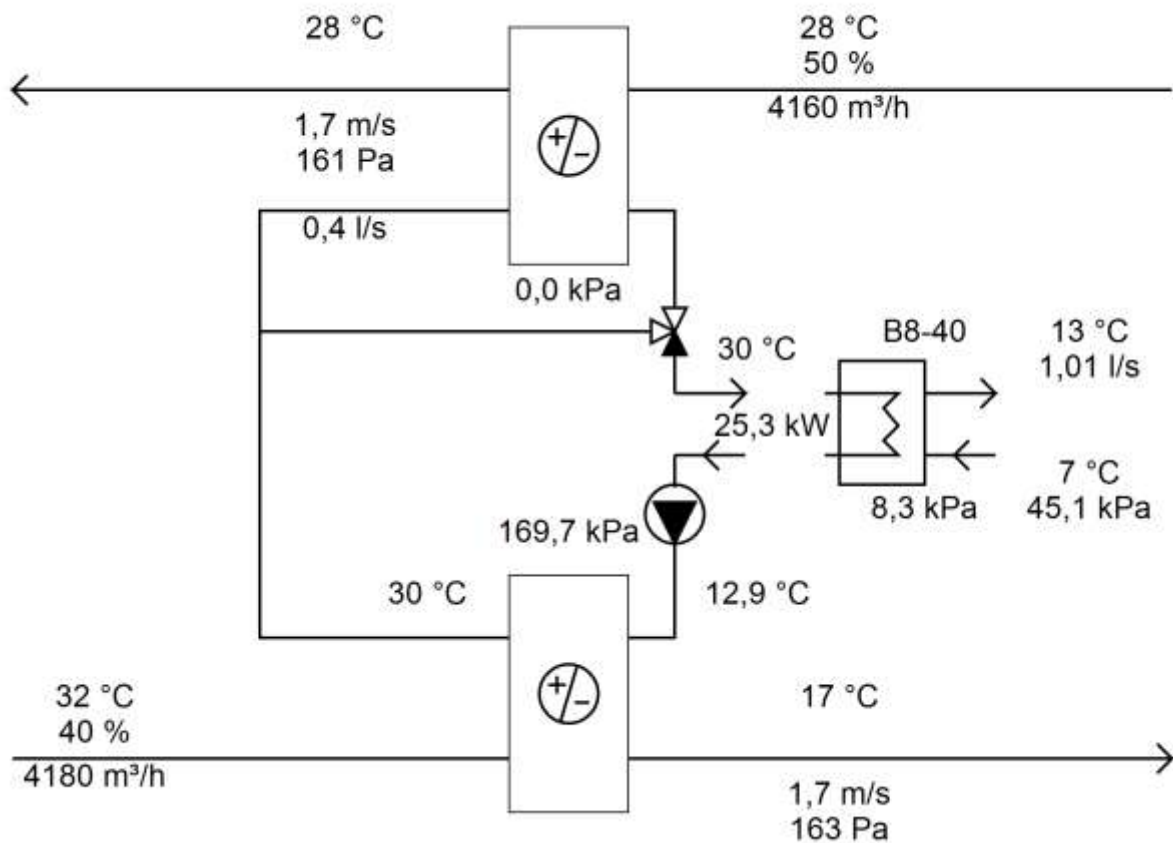 28 °C
28 °C
50 %
4160 m³/h
1,7 m/s
161 Pa
+
−
0,4 l/s
0,0 kPa
B8-40
13 °C
1,01 l/s
30 °C
25,3 kW
7 °C
45,1 kPa
8,3 kPa
169,7 kPa
30 °C
12,9 °C
32 °C
40 %
4180 m³/h
+
−
17 °C
1,7 m/s
163 Pa